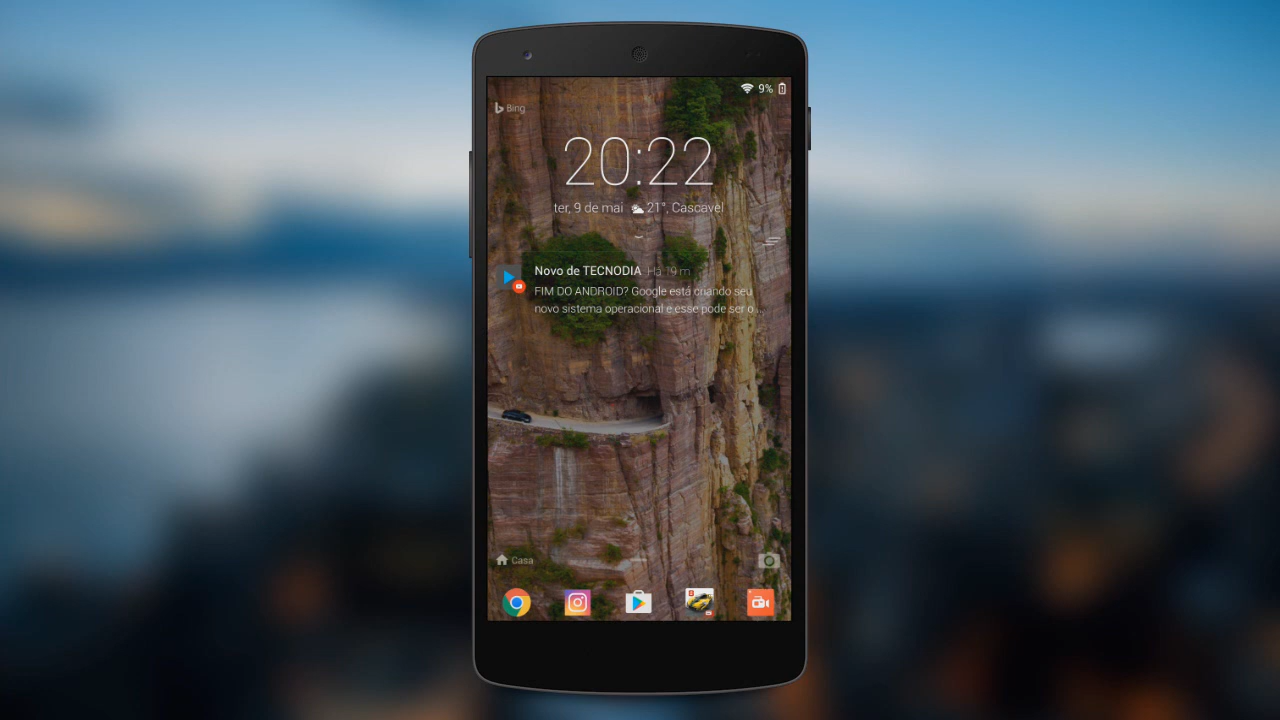 9%
Bing
20:22
ter, 9 de mai 21°, Cascavel
Novo de TECNODIA Há 19 m
FIM DO ANDROID? Google está criando seu
novo sistema operacional e esse pode ser o...
Casa